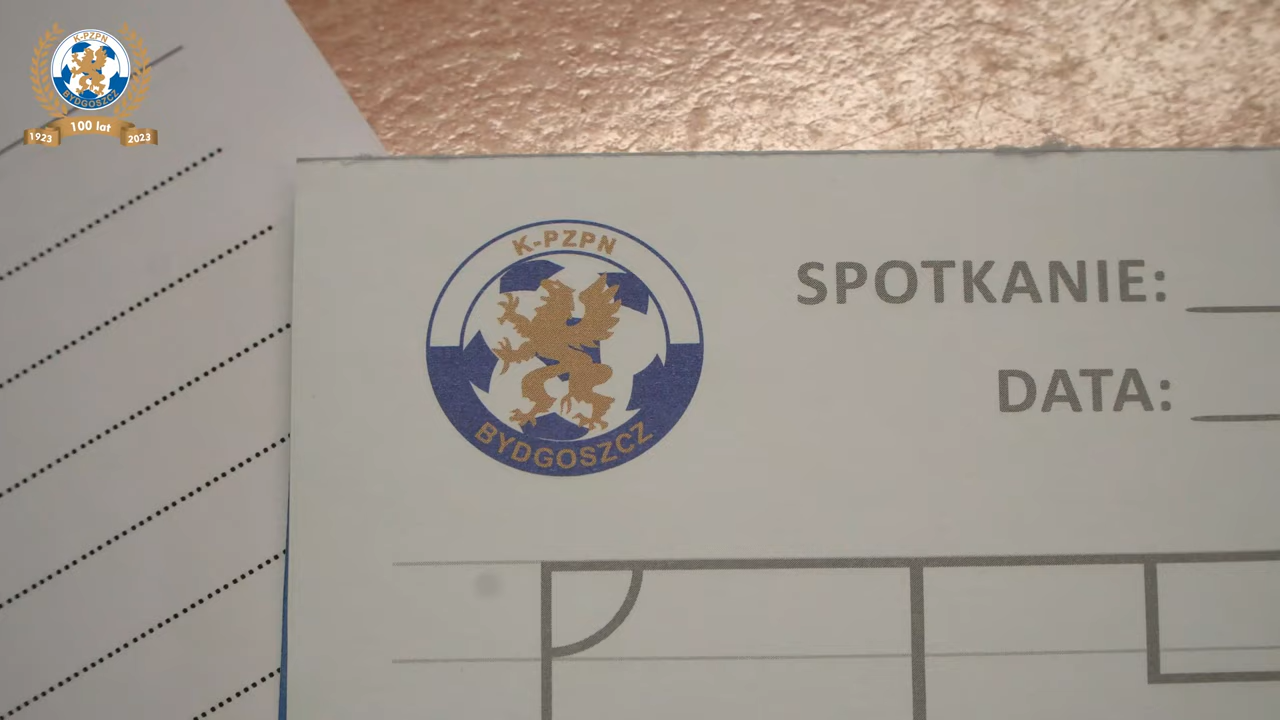 K-PZPN
BYDGOSZCZ
1923 100 lat 2023
K-PZPN
BYDGOSZCZ
SPOTKANIE:
DATA: